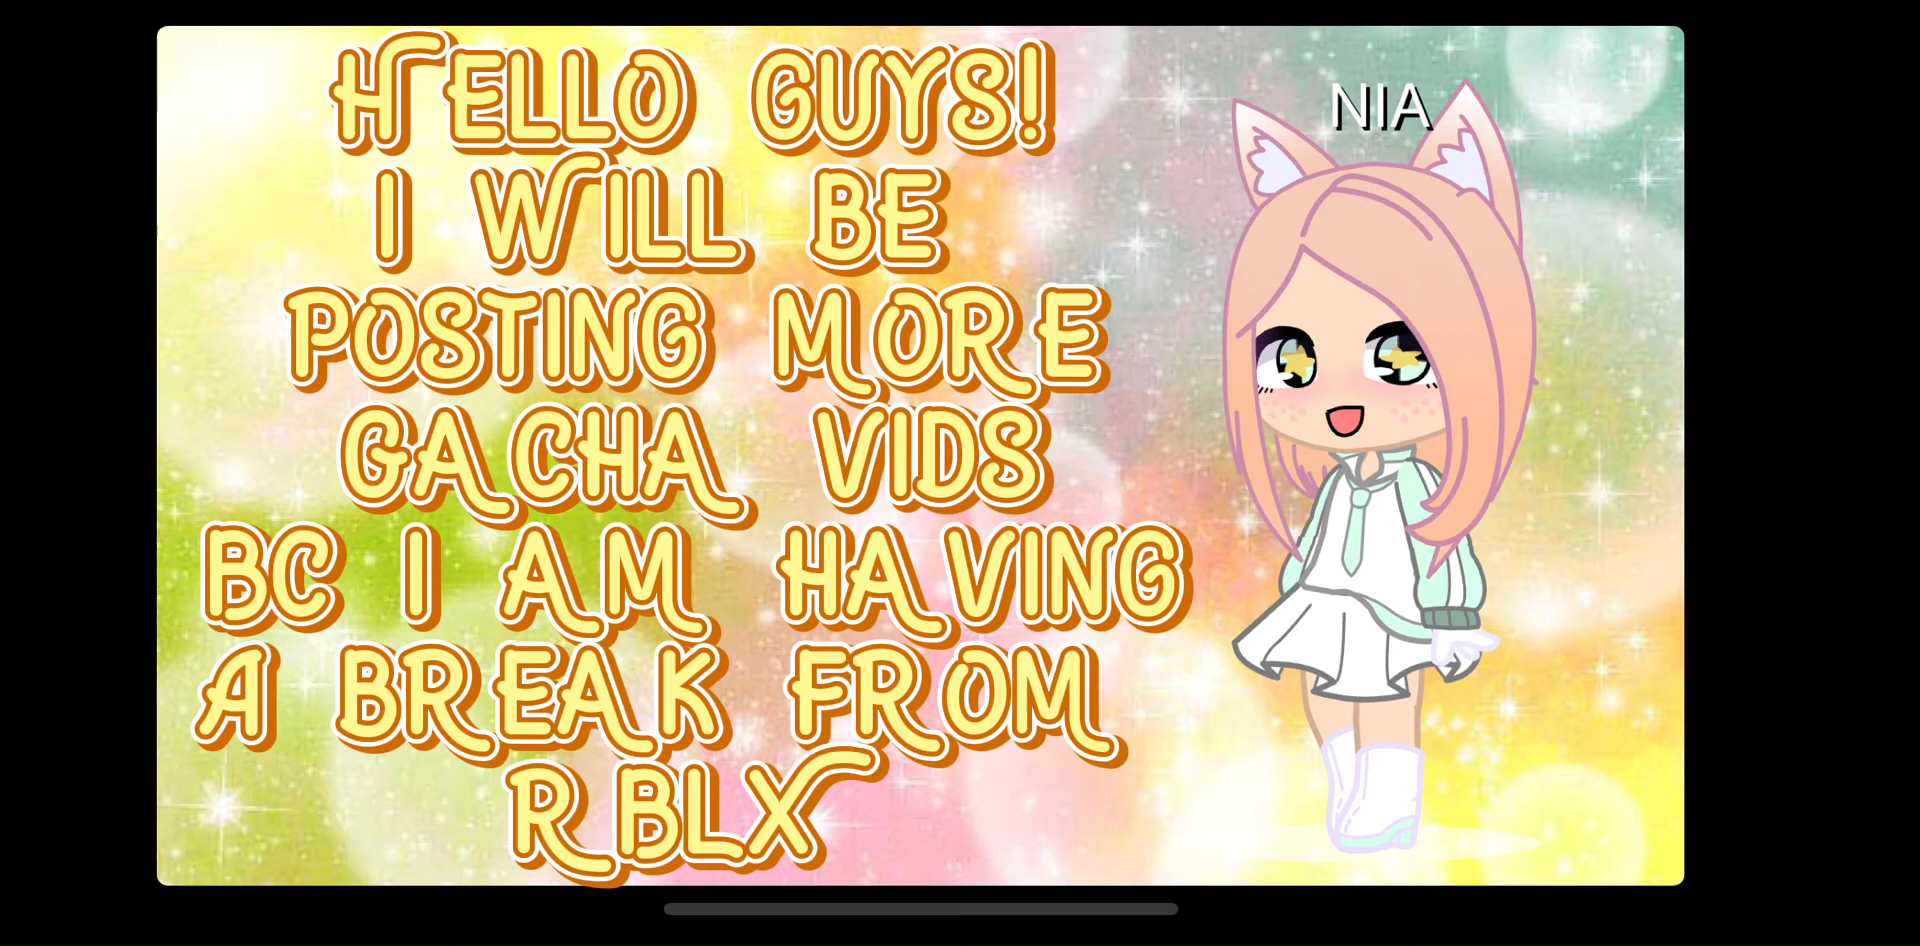 HELLO GUYS!
I WILL BE
POSTING MORE
GACHA VIDS
BC I AM HAVING
A BREAK FROM
RBLX
NIA